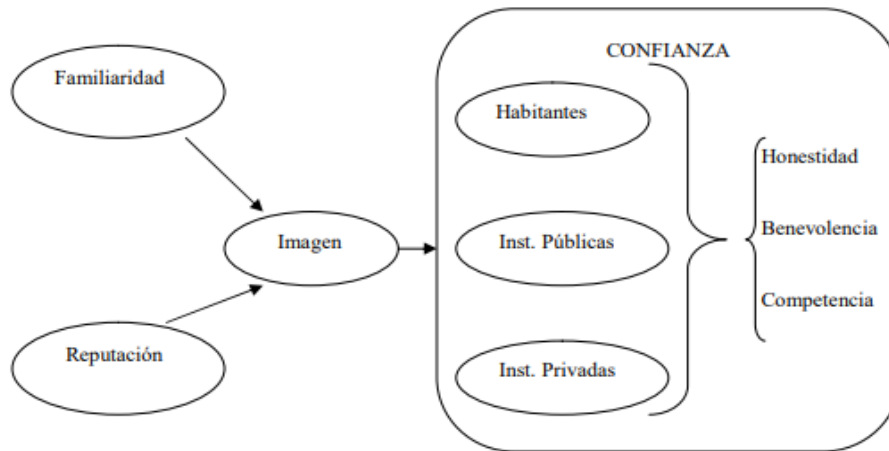 Familiaridad
Reputación
Imagen
CONFIANZA
Habitantes
Inst. Públicas
Inst. Privadas
Honestidad
Benevolencia
Competencia